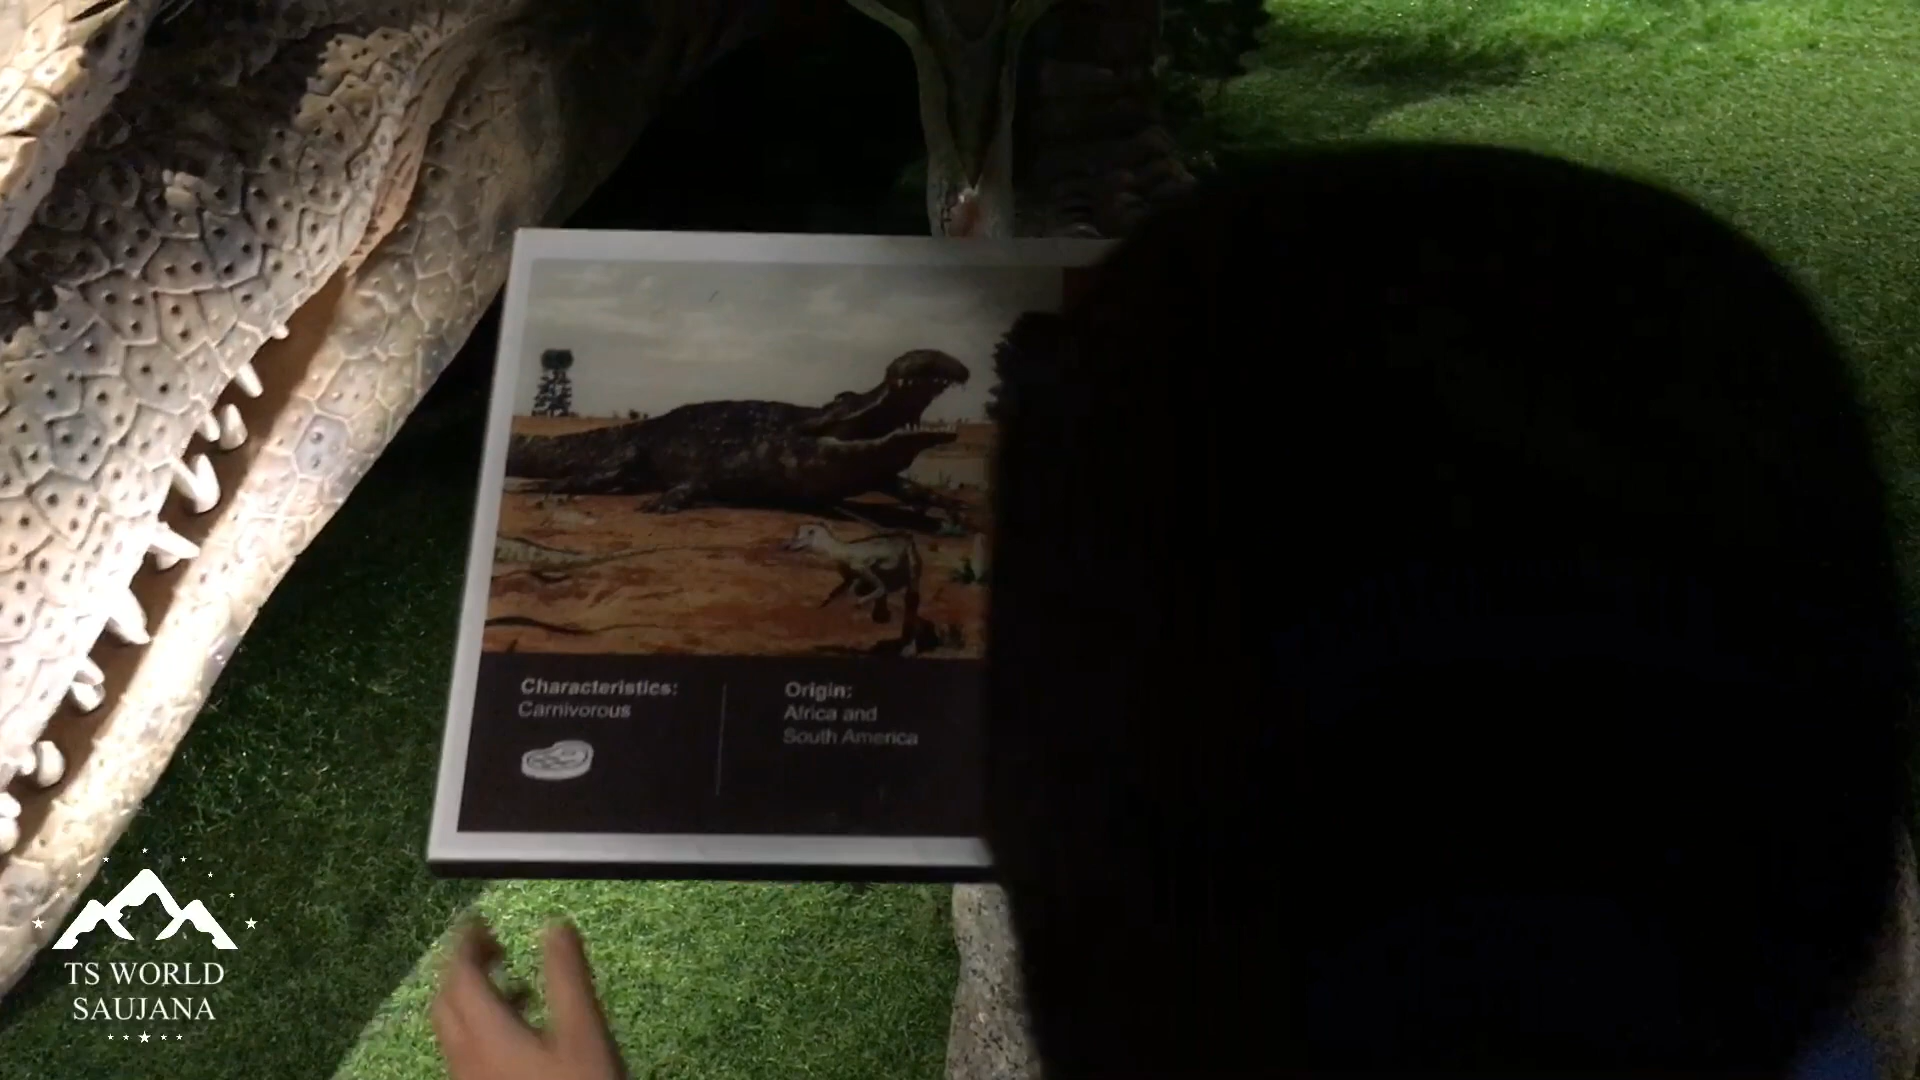 Characteristics:
Carnivorous
Origin:
Africa and
South America
TS WORLD
SAUJANA